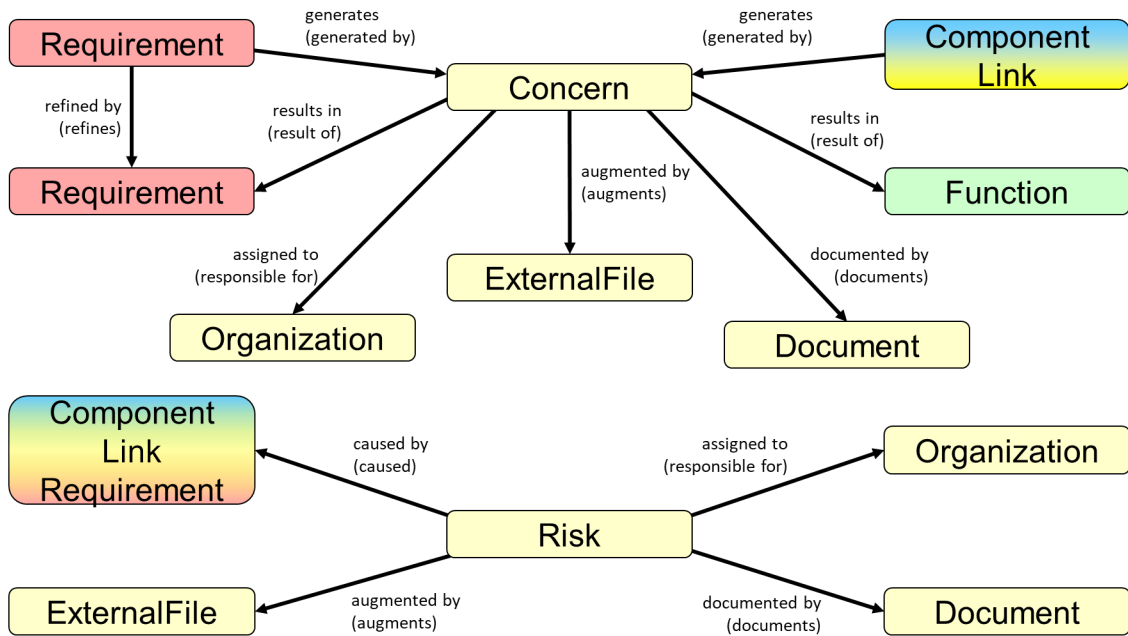 Requirement
generates
(generated by)
generates
(generated by)
Component
Link
Concern
refined by
(refines)
results in
(result of)
results in
(result of)
augmented by
(augments)
Requirement
Function
assigned to
(responsible for)
documented by
(documents)
ExternalFile
Organization
Document
Component
Link
Requirement
caused by
(caused)
assigned to
(responsible for)
Organization
Risk
ExternalFile
augmented by
(augments)
documented by
(documents)
Document